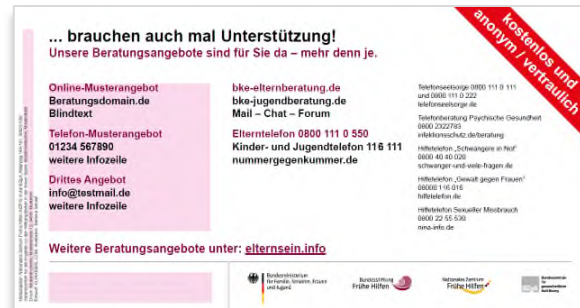 ... brauchen auch mal Unterstützung!
Unsere Beratungsangebote sind für Sie da – mehr denn je.
kostenlos und
anonym / vertraulich
Online-Musterangebot
Beratungsdomain.de
Blindtext
Telefon-Musterangebot
01234 567890
weitere Infozeile
Drittes Angebot
info@testmail.de
weitere Infozeile
bke-elternberatung.de
bke-jugendberatung.de
Mail – Chat – Forum
Elterntelefon 0800 111 0 550
Kinder- und Jugendtelefon 116 111
nummergegenkummer.de
Telefonseelsorge 0800 111 0 111
und 0800 111 0 222
telefonseelsorge.de
Telefonberatung Psychische Gesundheit
0800 2322783
infektionsschutz.de/beratung
Hilfetelefon „Schwangere in Not“
0800 40 40 020
schwanger-und-viele-fragen.de
Hilfetelefon „Gewalt gegen Frauen“
08000 116 016
hilfetelefon.de
Hilfetelefon Sexueller Missbrauch
0800 22 55 530
nina-info.de
Weitere Beratungsangebote unter: elternsein.info
Bundesministerium
für Familie, Senioren, Frauen
und Jugend
Bundesstiftung
Frühe Hilfen
Nationales Zentrum
Frühe Hilfen